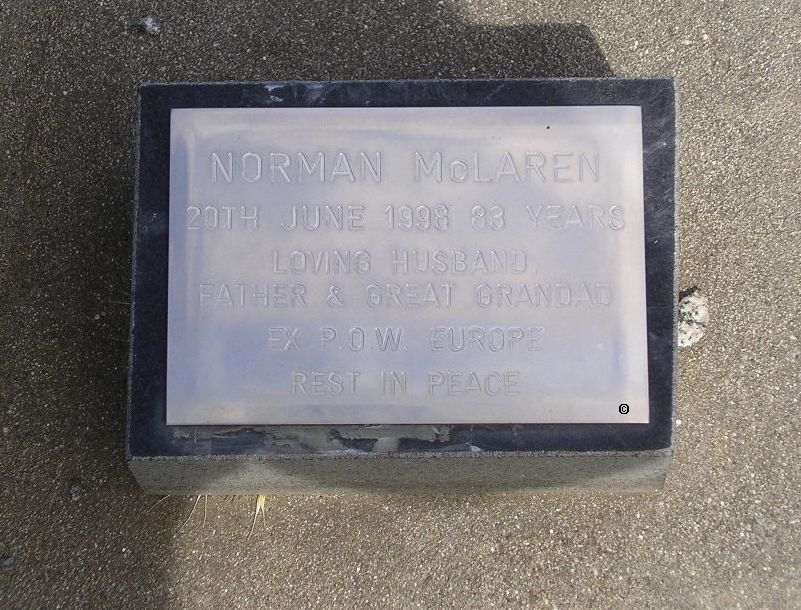 NORMAN McLAREN
20TH JUNE 1998 83 YEARS
LOVING HUSBAND,
FATHER & GREAT GRANDAD
EX P.O.W. EUROPE
REST IN PEACE
©